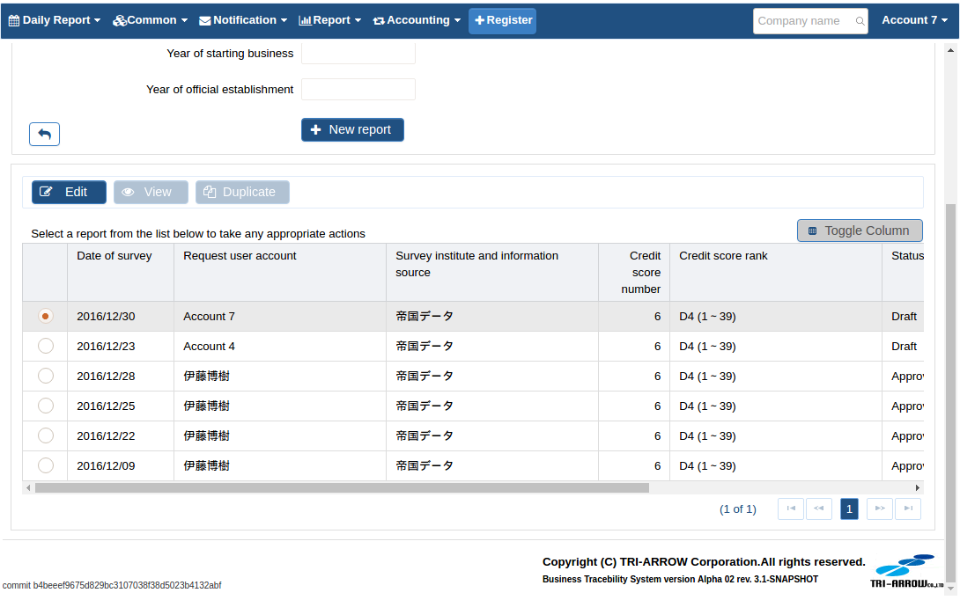 Daily Report Common Notification Report Accounting Register Company name Account 7
Year of starting business
Year of official establishment
New report
Edit View Duplicate
Select a report from the list below to take any appropriate actions
Toggle Column
Date of survey Request user account Survey institute and information source Credit score number Credit score rank Status
2016/12/30 Account 7 帝国データ 6 D4 (1 ~ 39) Draft
2016/12/23 Account 4 帝国データ 6 D4 (1 ~ 39) Draft
2016/12/28 伊藤博樹 帝国データ 6 D4 (1 ~ 39) Approv
2016/12/25 伊藤博樹 帝国データ 6 D4 (1 ~ 39) Approv
2016/12/22 伊藤博樹 帝国データ 6 D4 (1 ~ 39) Approv
2016/12/09 伊藤博樹 帝国データ 6 D4 (1 ~ 39) Approv
(1 of 1) 1
Copyright (C) TRI-ARROW Corporation.All rights reserved.
Business Tracebility System version Alpha 02 rev. 3.1-SNAPSHOT
TRI-ARROW Co.,LTD
commit b4beeef9675d829bc3107038f38d5023b4132abf